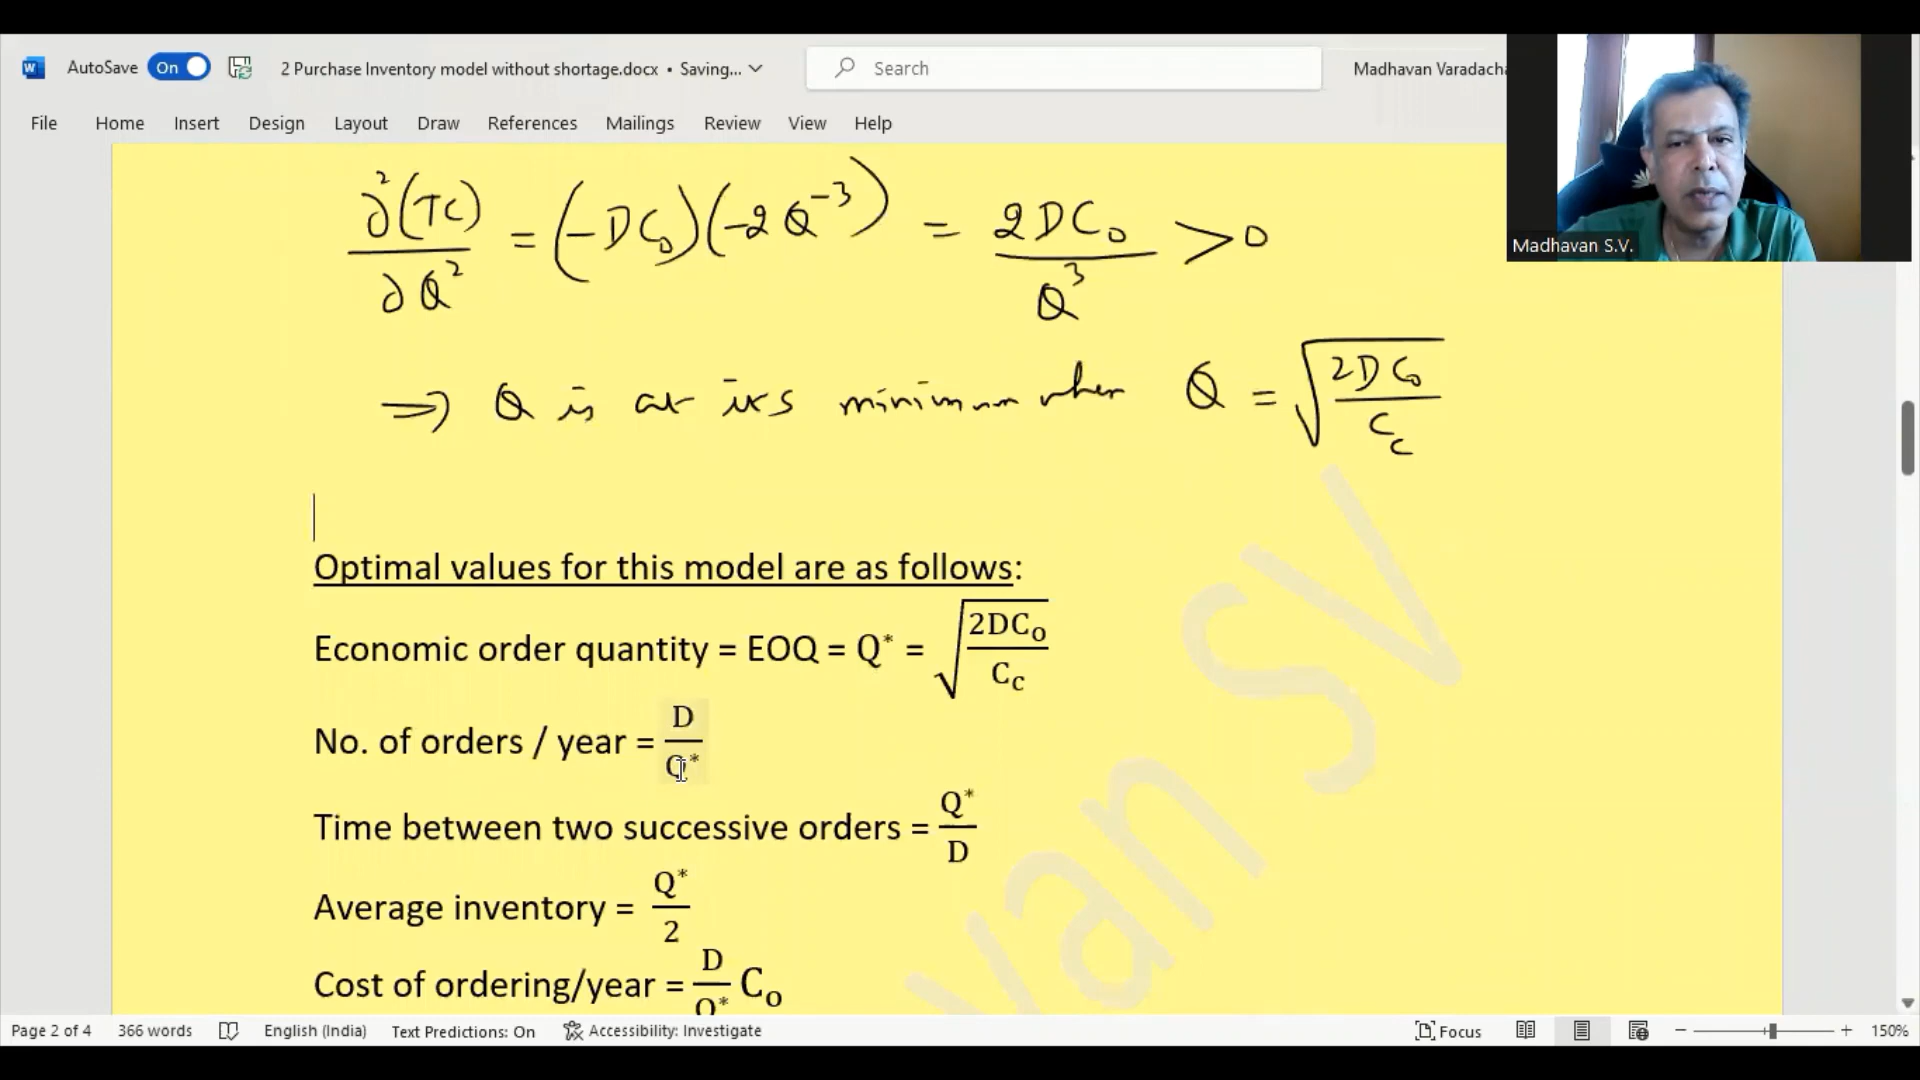 AutoSave On 2 Purchase Inventory model without shortage.docx • Saving... Search Madhavan Varadacha
File Home Insert Design Layout Draw References Mailings Review View Help
Madhavan S.V.
∂²(TC)/∂Q² = (-DC₀)(-2Q⁻³) = 2DC₀/Q³ > 0
⇒ Q is at its minimum when Q = √(2DC₀/C_c)
Optimal values for this model are as follows:
Economic order quantity = EOQ = Q* = √(2DC₀/C_c)
No. of orders / year = D/Q*
Time between two successive orders = Q*/D
Average inventory = Q*/2
Cost of ordering/year = D/Q* C₀
van SV
Page 2 of 4 366 words English (India) Text Predictions: On Accessibility: Investigate Focus − + 150%